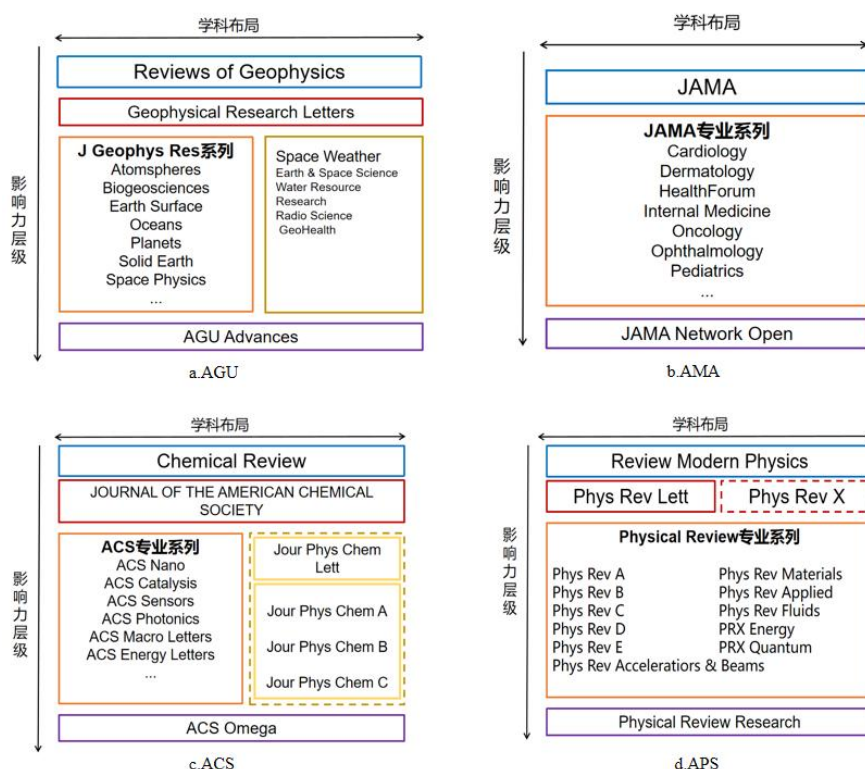 学科布局
影响力层级
Reviews of Geophysics
Geophysical Research Letters
J Geophys Res系列
Atomspheres
Biogeosciences
Earth Surface
Oceans
Planets
Solid Earth
Space Physics
...
Space Weather
Earth & Space Science
Water Resource
Research
Radio Science
GeoHealth
AGU Advances
a.AGU
学科布局
影响力层级
JAMA
JAMA专业系列
Cardiology
Dermatology
HealthForum
Internal Medicine
Oncology
Ophthalmology
Pediatrics
...
JAMA Network Open
b.AMA
学科布局
影响力层级
Chemical Review
JOURNAL OF THE AMERICAN CHEMICAL
SOCIETY
ACS专业系列
ACS Nano
ACS Catalysis
ACS Sensors
ACS Photonics
ACS Macro Letters
ACS Energy Letters
...
Jour Phys Chem
Lett
Jour Phys Chem A
Jour Phys Chem B
Jour Phys Chem C
ACS Omega
c.ACS
学科布局
影响力层级
Review Modern Physics
Phys Rev Lett
Phys Rev X
Physical Review专业系列
Phys Rev A
Phys Rev B
Phys Rev C
Phys Rev D
Phys Rev E
Phys Rev Acceleratiors & Beams
Phys Rev Materials
Phys Rev Applied
Phys Rev Fluids
PRX Energy
PRX Quantum
Physical Review Research
d.APS